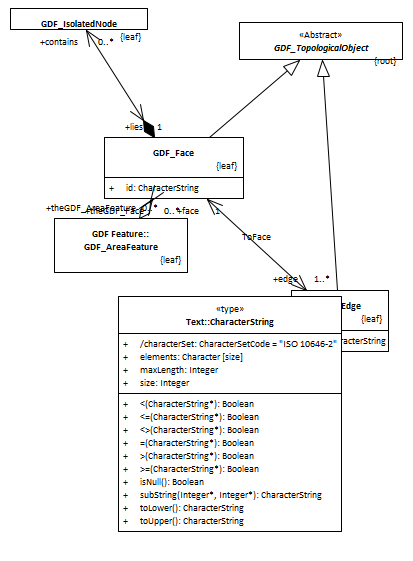 GDF_IsolatedNode
{leaf}
+contains 0..*
«Abstract»
GDF_TopologicalObject
{root}
+lies 1
GDF_Face
{leaf}
+ id: CharacterString
+theGDF_AreaFeature 0..*
+theGDF_Face 0..* +face 1
GDF Feature::
GDF_AreaFeature
{leaf}
ToFace
+edge 1..*
Edge
{leaf}
racterString
«type»
Text::CharacterString
+ /characterSet: CharacterSetCode = "ISO 10646-2"
+ elements: Character [size]
+ maxLength: Integer
+ size: Integer
+ <(CharacterString*): Boolean
+ <=(CharacterString*): Boolean
+ <>(CharacterString*): Boolean
+ =(CharacterString*): Boolean
+ >(CharacterString*): Boolean
+ >=(CharacterString*): Boolean
+ isNull(): Boolean
+ subString(Integer*, Integer*): CharacterString
+ toLower(): CharacterString
+ toUpper(): CharacterString